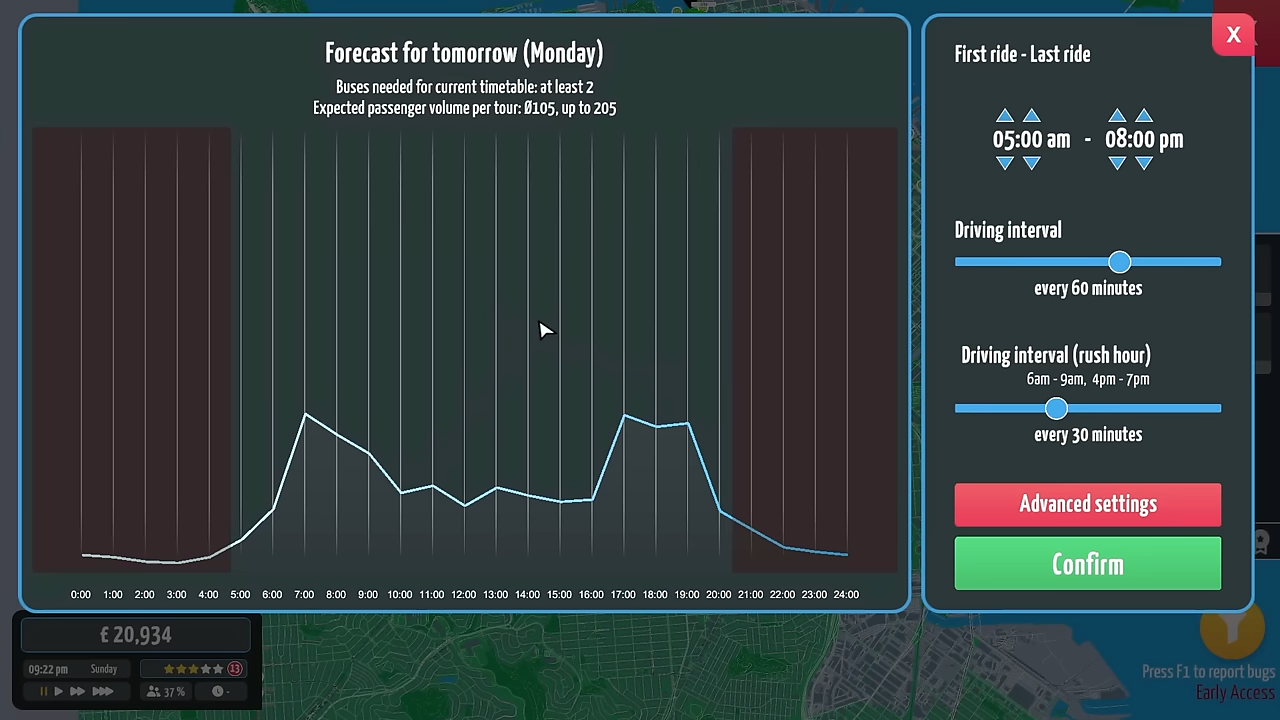 Forecast for tomorrow (Monday)
Buses needed for current timetable: at least 2
Expected passenger volume per tour: Ø105, up to 205
0:00 1:00 2:00 3:00 4:00 5:00 6:00 7:00 8:00 9:00 10:00 11:00 12:00 13:00 14:00 15:00 16:00 17:00 18:00 19:00 20:00 21:00 22:00 23:00 24:00
X
First ride - Last ride
05:00 am - 08:00 pm
Driving interval
every 60 minutes
Driving interval (rush hour)
6am - 9am, 4pm - 7pm
every 30 minutes
Advanced settings
Confirm
£ 20,934
09:22 pm Sunday 13
37 % -
Press F1 to report bugs
Early Access